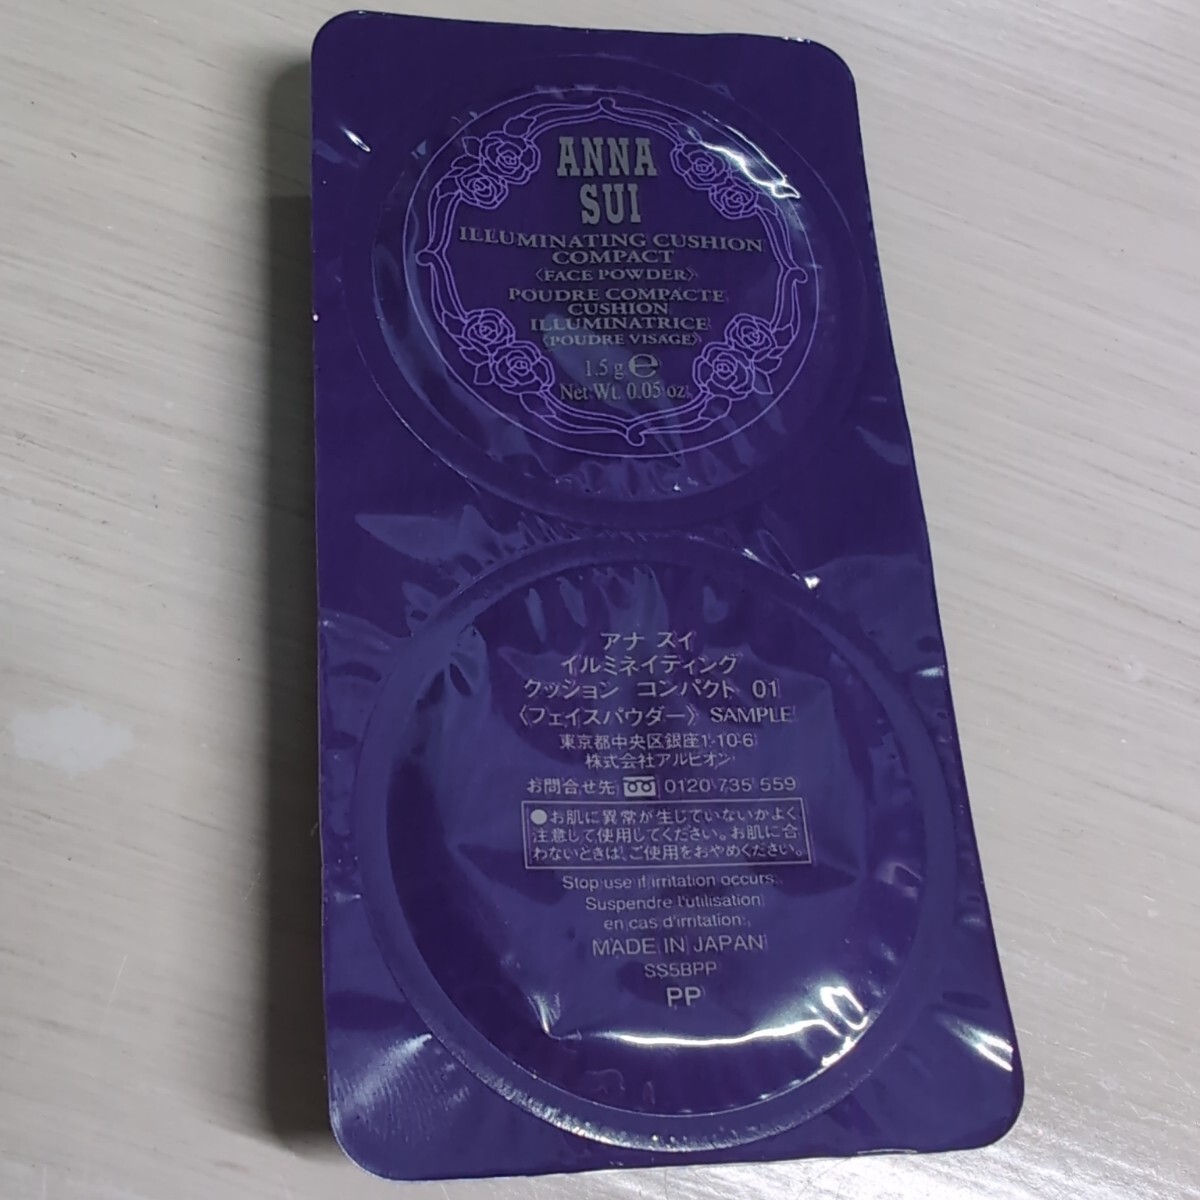 ANNA
SUI
ILLUMINATING CUSHION
COMPACT
〈FACE POWDER〉
POUDRE COMPACTE
CUSHION
ILLUMINATRICE
〈POUDRE VISAGE〉
1.5 g ℮
Net Wt. 0.05 oz.
アナ スイ
イルミネイティング
クッション コンパクト 01
〈フェイスパウダー〉 SAMPLE
東京都中央区銀座1-10-6
株式会社アルビオン
お問合せ先 0120-735-559
●お肌に異常が生じていないかよく
注意して使用してください。お肌に合
わないときは、ご使用をおやめください。
Stop use if irritation occurs.
Suspendre l'utilisation
en cas d'irritation.
MADE IN JAPAN
SS5BPP
PP